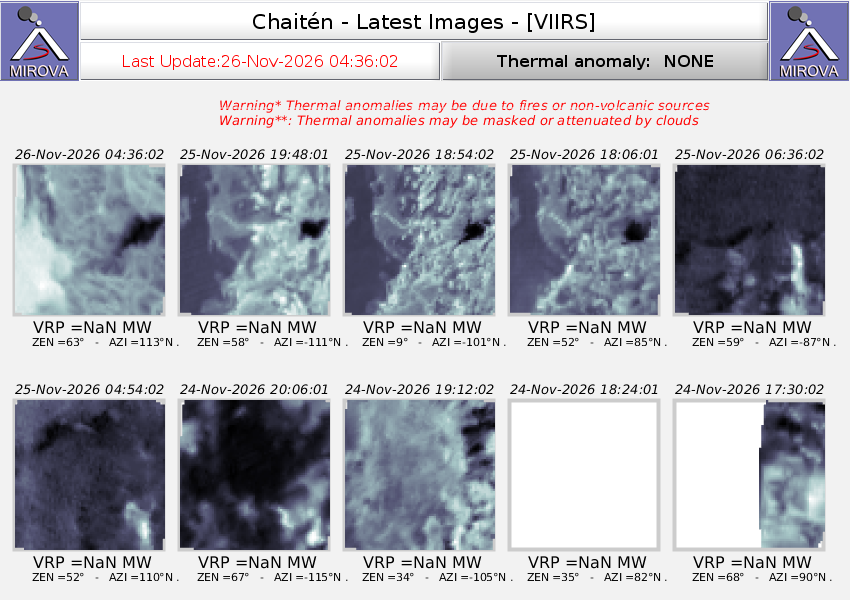 MIROVA
Chaitén - Latest Images - [VIIRS]
MIROVA
Last Update:26-Nov-2026 04:36:02
Thermal anomaly: NONE
Warning* Thermal anomalies may be due to fires or non-volcanic sources
Warning**: Thermal anomalies may be masked or attenuated by clouds
26-Nov-2026 04:36:02
25-Nov-2026 19:48:01
25-Nov-2026 18:54:02
25-Nov-2026 18:06:01
25-Nov-2026 06:36:02
VRP =NaN MW
VRP =NaN MW
VRP =NaN MW
VRP =NaN MW
VRP =NaN MW
ZEN =63° - AZI =113°N .
ZEN =58° - AZI =-111°N .
ZEN =9° - AZI =-101°N .
ZEN =52° - AZI =85°N .
ZEN =59° - AZI =-87°N .
25-Nov-2026 04:54:02
24-Nov-2026 20:06:01
24-Nov-2026 19:12:02
24-Nov-2026 18:24:01
24-Nov-2026 17:30:02
VRP =NaN MW
VRP =NaN MW
VRP =NaN MW
VRP =NaN MW
VRP =NaN MW
ZEN =52° - AZI =110°N .
ZEN =67° - AZI =-115°N .
ZEN =34° - AZI =-105°N .
ZEN =35° - AZI =82°N .
ZEN =68° - AZI =90°N .